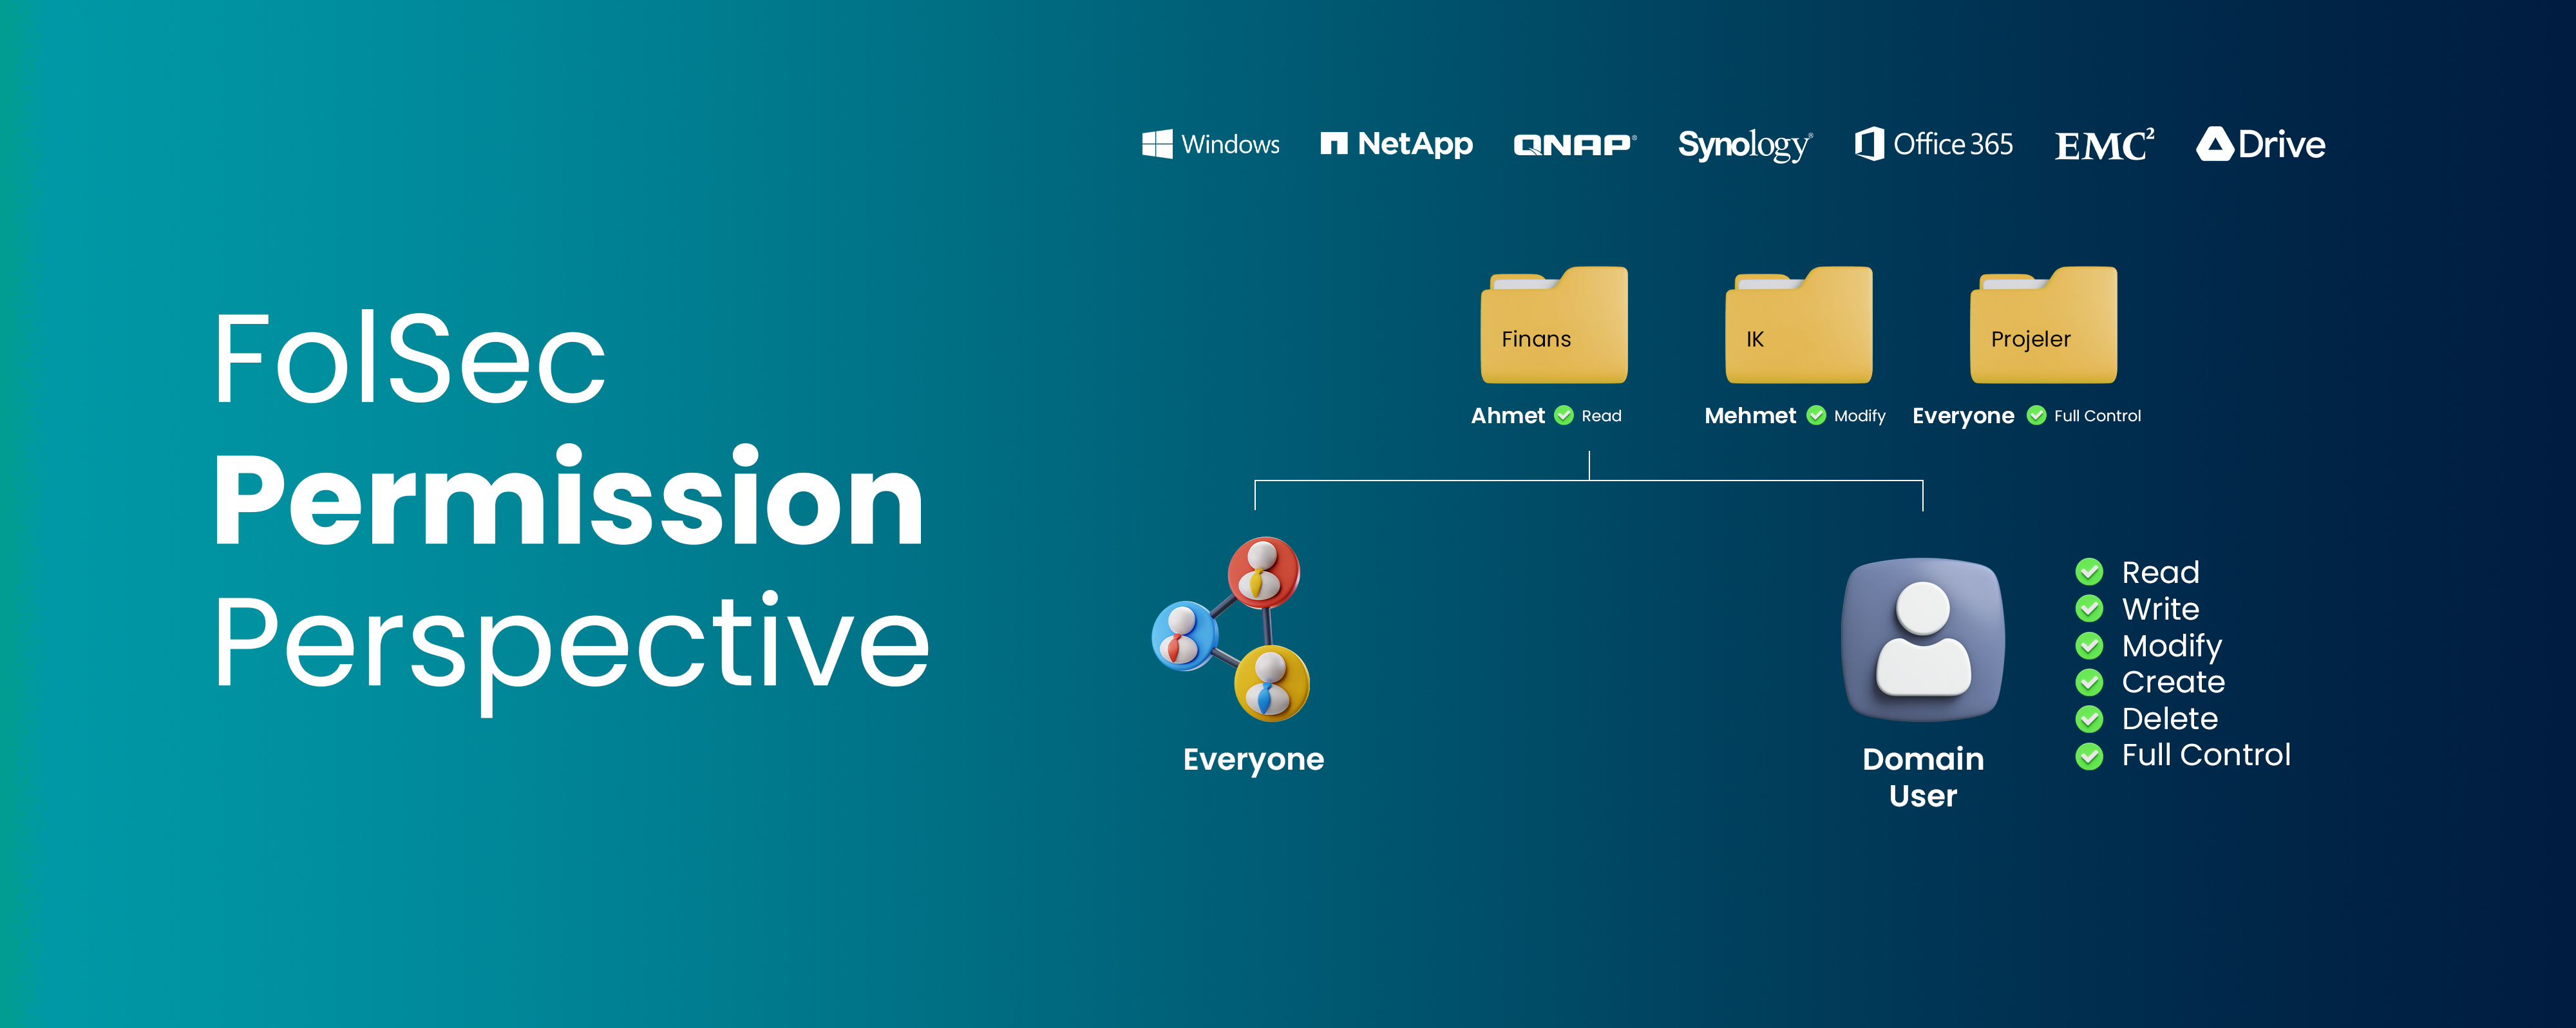 FolSec
Permission
Perspective
Windows NetApp QNAP® Synology® Office 365 EMC² Drive
Finans IK Projeler
Ahmet Read Mehmet Modify Everyone Full Control
Everyone
Domain
User
Read
Write
Modify
Create
Delete
Full Control